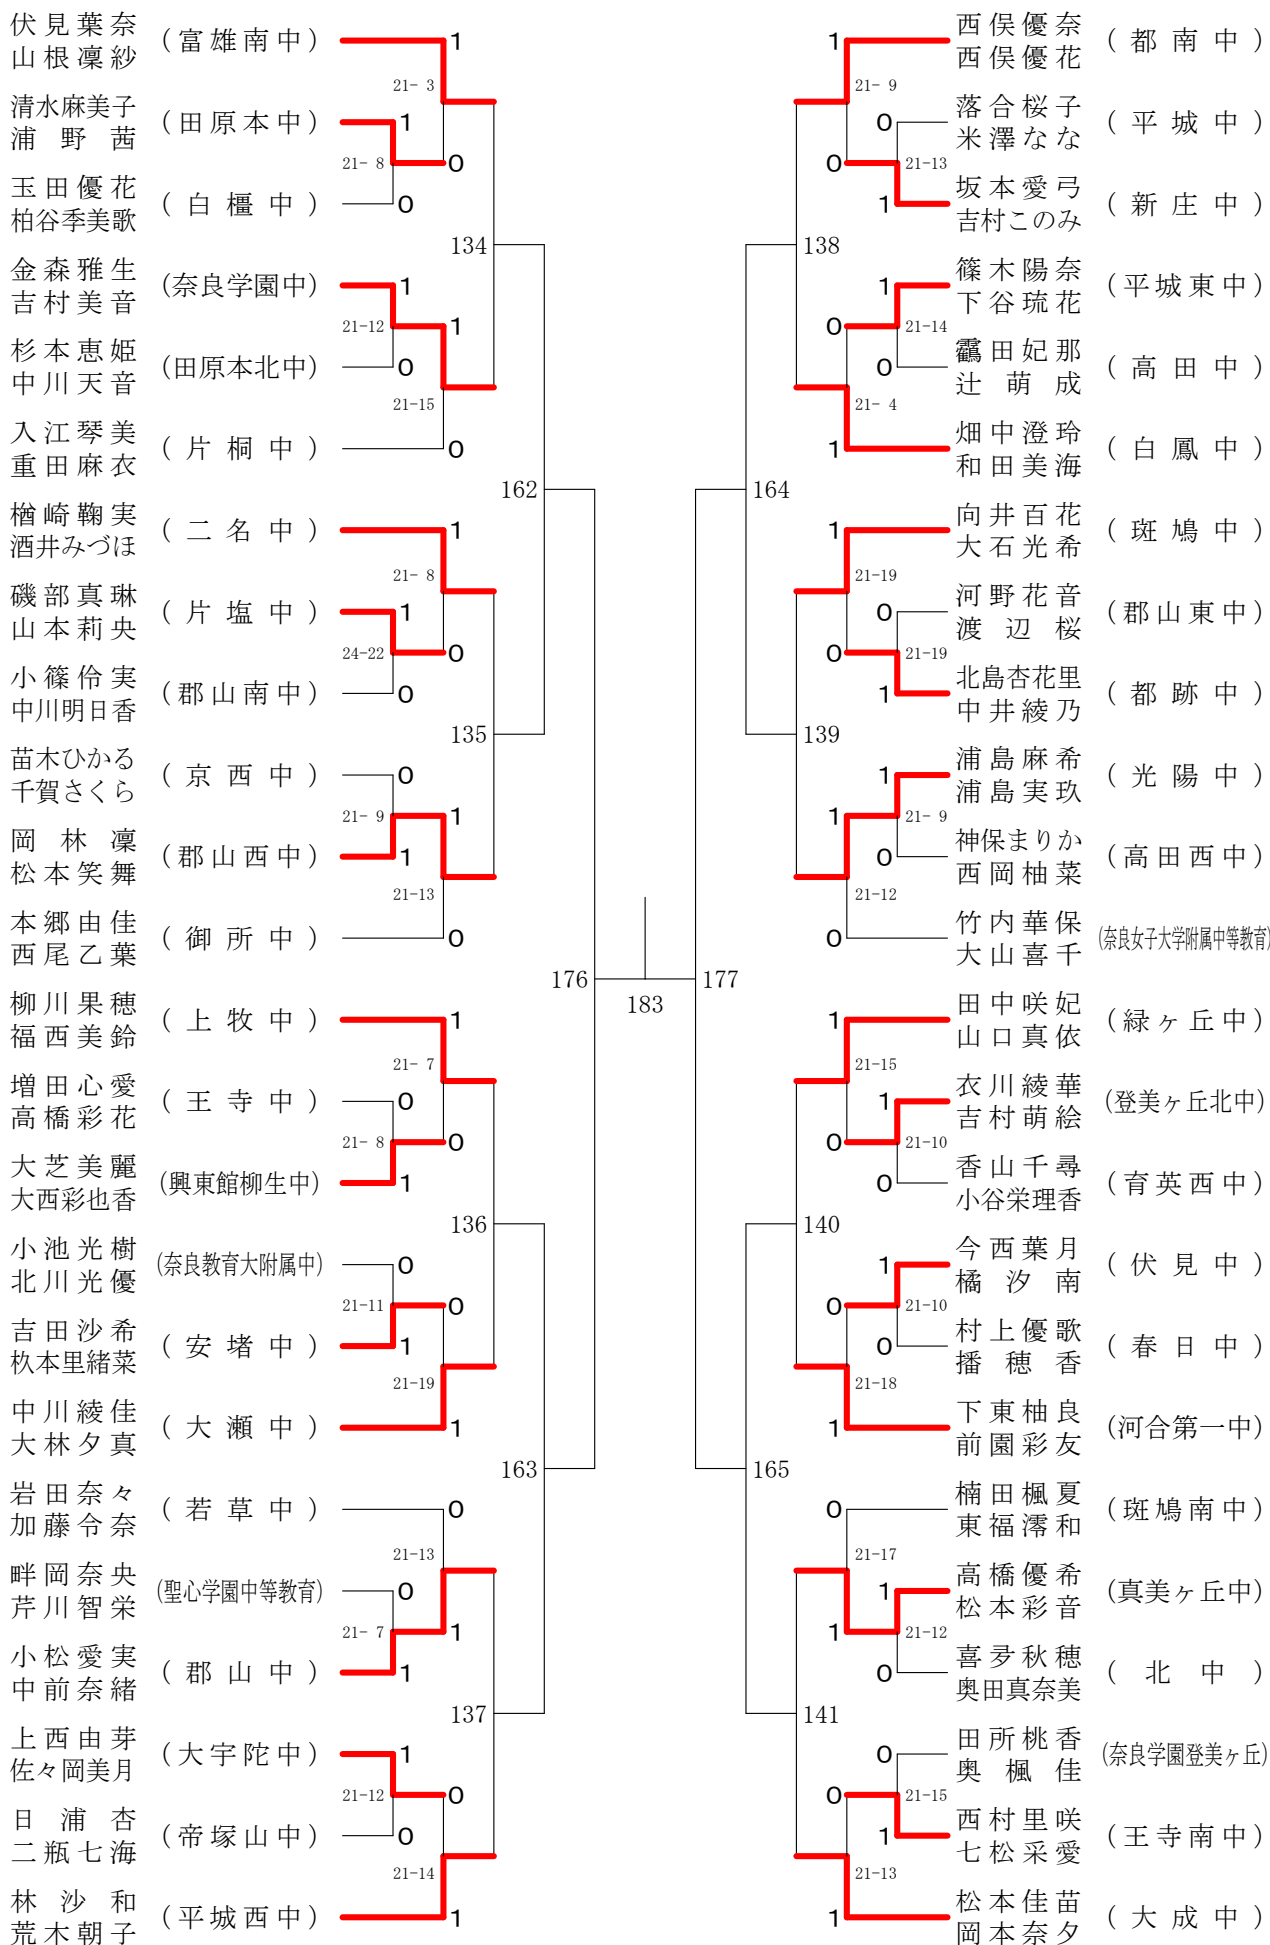 伏見葉奈
山根凜紗
(富雄南中)
1
21- 3
清水麻美子
浦野茜
(田原本中)
1
21- 8
0
玉田優花
柏谷季美歌
(白橿中)
0
134
金森雅生
吉村美音
(奈良学園中)
1
21-12
1
杉本恵姫
中川天音
(田原本北中)
0
21-15
入江琴美
重田麻衣
(片桐中)
0
162
楢崎鞠実
酒井みづほ
(二名中)
1
21- 8
磯部真琳
山本莉央
(片塩中)
1
24-22
0
小篠伶実
中川明日香
(郡山南中)
0
135
苗木ひかる
千賀さくら
(京西中)
0
21- 9
1
岡林凜
松本笑舞
(郡山西中)
1
21-13
本郷由佳
西尾乙葉
(御所中)
0
176
183
177
柳川果穂
福西美鈴
(上牧中)
1
21- 7
増田心愛
高橋彩花
(王寺中)
0
21- 8
0
大芝美麗
大西彩也香
(興東館柳生中)
1
136
小池光樹
北川光優
(奈良教育大附属中)
0
21-11
0
吉田沙希
杦本里緒菜
(安堵中)
1
21-19
中川綾佳
大林夕真
(大瀬中)
1
163
岩田奈々
加藤令奈
(若草中)
0
21-13
畔岡奈央
芹川智栄
(聖心学園中等教育)
0
21- 7
1
小松愛実
中前奈緒
(郡山中)
1
137
上西由芽
佐々岡美月
(大宇陀中)
1
21-12
0
日浦杏
二瓶七海
(帝塚山中)
0
21-14
林沙和
荒木朝子
(平城西中)
1
1
西俣優奈
西俣優花
(都南中)
21- 9
0
落合桜子
米澤なな
(平城中)
0
21-13
1
坂本愛弓
吉村このみ
(新庄中)
138
1
篠木陽奈
下谷琉花
(平城東中)
0
21-14
0
靍田妃那
辻萌成
(高田中)
21- 4
1
畑中澄玲
和田美海
(白鳳中)
164
1
向井百花
大石光希
(斑鳩中)
21-19
0
河野花音
渡辺桜
(郡山東中)
0
21-19
1
北島杏花里
中井綾乃
(都跡中)
139
1
浦島麻希
浦島実玖
(光陽中)
1
21- 9
0
神保まりか
西岡柚菜
(高田西中)
21-12
0
竹内華保
大山喜千
(奈良女子大学附属中等教育)
1
田中咲妃
山口真依
(緑ヶ丘中)
21-15
1
衣川綾華
吉村萌絵
(登美ヶ丘北中)
0
21-10
0
香山千尋
小谷栄理香
(育英西中)
140
1
今西葉月
橘汐南
(伏見中)
0
21-10
0
村上優歌
播穂香
(春日中)
21-18
1
下東柚良
前園彩友
(河合第一中)
165
0
楠田楓夏
東福澪和
(斑鳩南中)
21-17
1
高橋優希
松本彩音
(真美ヶ丘中)
1
21-12
0
喜夛秋穂
奥田真奈美
(北中)
141
0
田所桃香
奥楓佳
(奈良学園登美ヶ丘)
0
21-15
1
西村里咲
七松采愛
(王寺南中)
21-13
1
松本佳苗
岡本奈夕
(大成中)